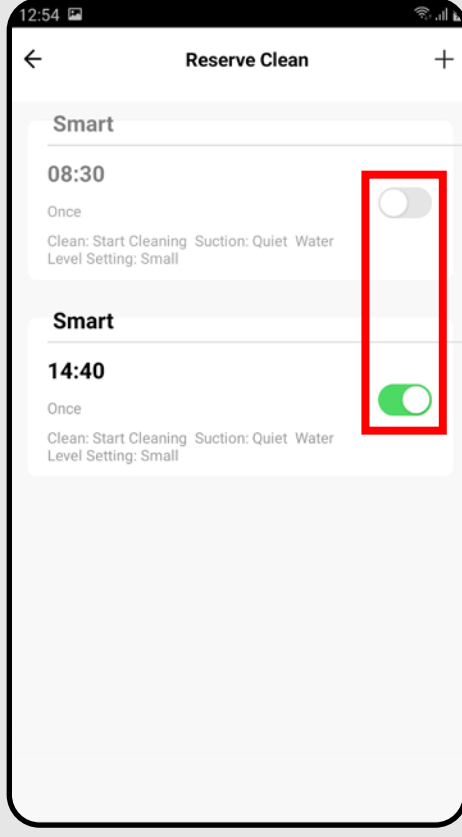 12:54
Reserve Clean
Smart
08:30
Once
Clean: Start Cleaning Suction: Quiet Water
Level Setting: Small
Smart
14:40
Once
Clean: Start Cleaning Suction: Quiet Water
Level Setting: Small